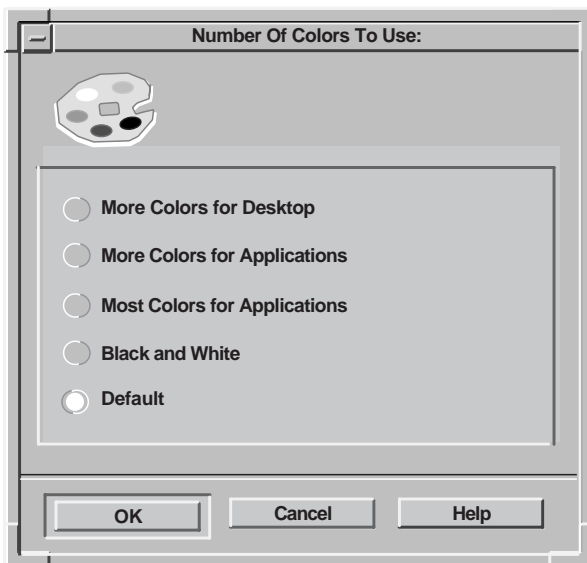 Number Of Colors To Use:
More Colors for Desktop
More Colors for Applications
Most Colors for Applications
Black and White
Default
OK
Cancel
Help